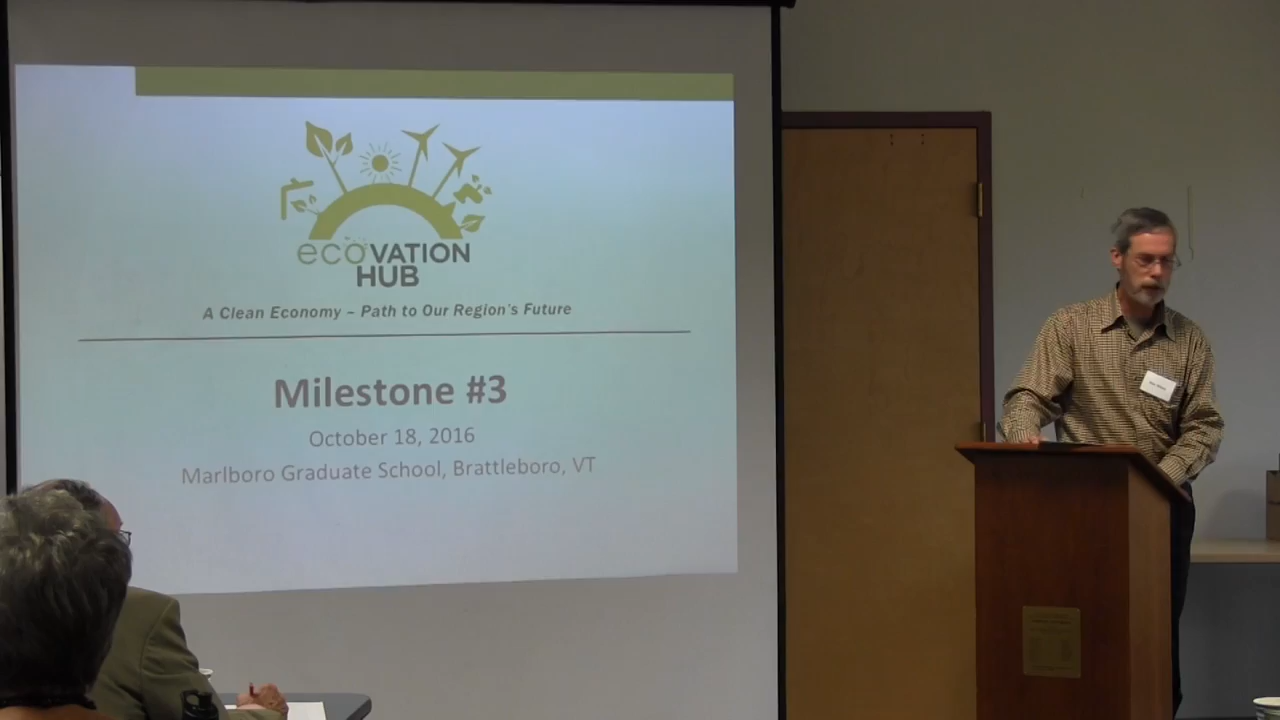 ecoVATION
HUB
A Clean Economy – Path to Our Region's Future
Milestone #3
October 18, 2016
Marlboro Graduate School, Brattleboro, VT